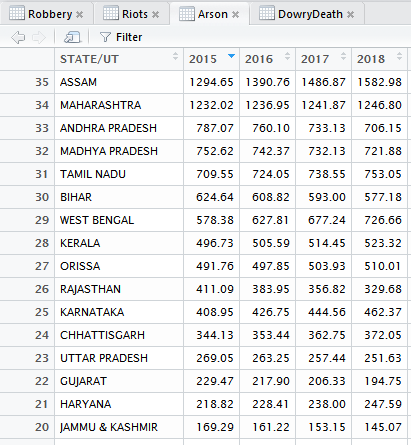 Robbery Riots Arson DowryDeath
Filter
STATE/UT 2015 2016 2017 2018
35 ASSAM 1294.65 1390.76 1486.87 1582.98
34 MAHARASHTRA 1232.02 1236.95 1241.87 1246.80
33 ANDHRA PRADESH 787.07 760.10 733.13 706.15
32 MADHYA PRADESH 752.62 742.37 732.13 721.88
31 TAMIL NADU 709.55 724.05 738.55 753.05
30 BIHAR 624.64 608.82 593.00 577.18
29 WEST BENGAL 578.38 627.81 677.24 726.66
28 KERALA 496.73 505.59 514.45 523.32
27 ORISSA 491.76 497.85 503.93 510.01
26 RAJASTHAN 411.09 383.95 356.82 329.68
25 KARNATAKA 408.95 426.75 444.56 462.37
24 CHHATTISGARH 344.13 353.44 362.75 372.05
23 UTTAR PRADESH 269.05 263.25 257.44 251.63
22 GUJARAT 229.47 217.90 206.33 194.75
21 HARYANA 218.82 228.41 238.00 247.59
20 JAMMU & KASHMIR 169.29 161.22 153.15 145.07